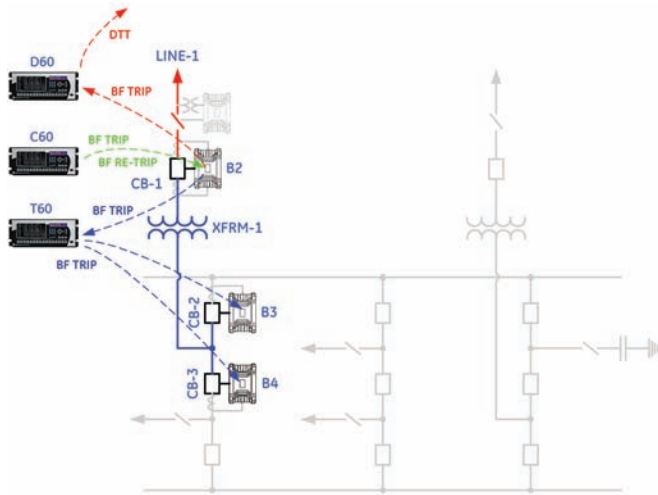 DTT
D60
LINE-1
BF TRIP
C60
BF TRIP
BF RE-TRIP
B2
CB-1
T60
BF TRIP
XFRM-1
BF TRIP
CB-2
B3
CB-3
B4